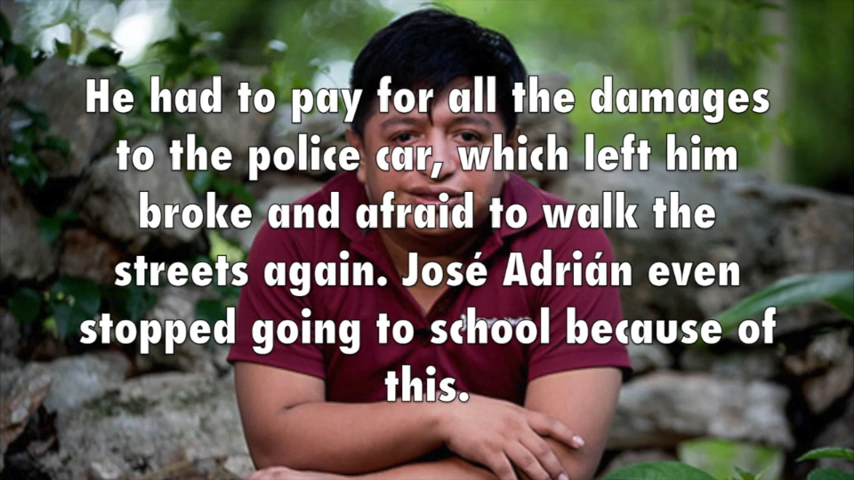 He had to pay for all the damages
to the police car, which left him
broke and afraid to walk the
streets again. José Adrián even
stopped going to school because of
this.